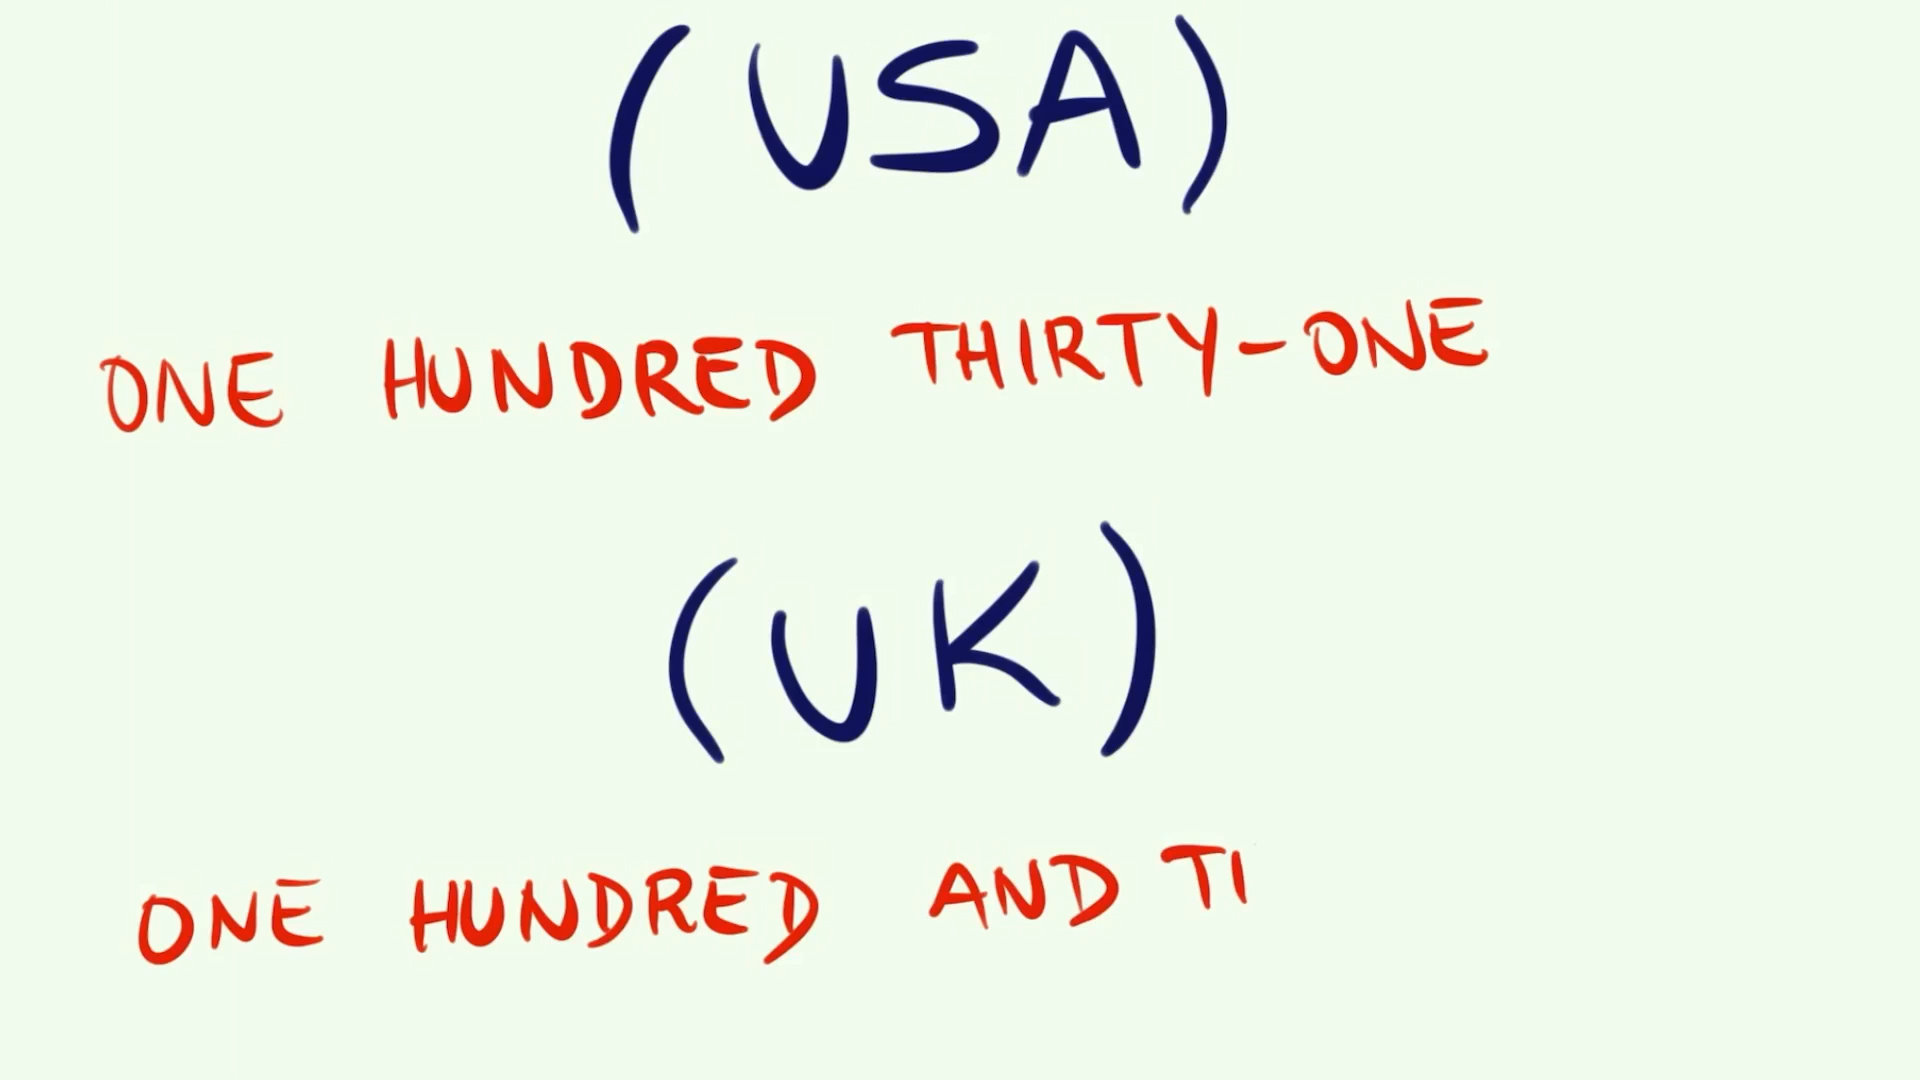 (USA)
ONE HUNDRED THIRTY-ONE
(UK)
ONE HUNDRED AND TI